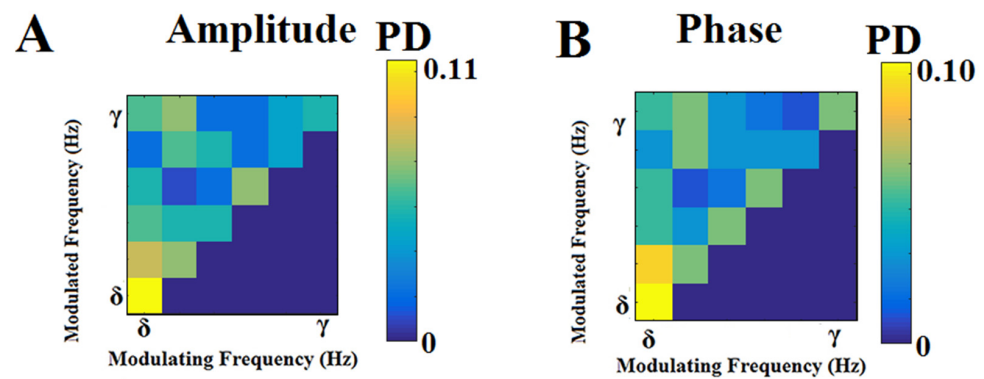 A
Amplitude
PD
0.11
0
γ
δ
Modulated Frequency (Hz)
δ
γ
Modulating Frequency (Hz)
B
Phase
PD
0.10
0
γ
δ
Modulated Frequency (Hz)
δ
γ
Modulating Frequency (Hz)